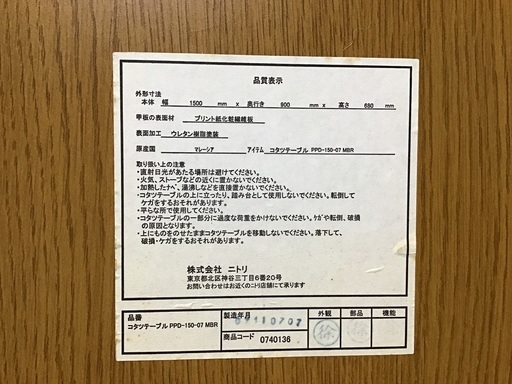 品質表示
外形寸法
本体 幅 1500 mm x 奥行き 900 mm x 高さ 680 mm
甲板の表面材 プリント紙化粧繊維板
表面加工 ウレタン樹脂塗装
原産国 マレーシア アイテム コタツテーブル PPD-150-07 MBR
取り扱い上の注意
・直射日光があたる場所は避けてください。
・火気、ストーブなどの近くに置かないでください。
・加熱したナベ、湯沸しなどを直接置かないでください。
・コタツテーブルの上に立ったり、踏み台として使用しないでください。転倒して
ケガをするおそれがあります。
・平らな所で使用してください。
・コタツテーブルの一部分に過度な荷重をかけないでください。ケガや転倒、破損
の原因となります。
・上にものをのせたままコタツテーブルを移動しないでください。落下して、
破損・ケガをするおそれがあります。
株式会社 ニトリ
東京都北区神谷三丁目6番20号
お問い合わせはお近くのニトリ店舗にて承ります
品番
コタツテーブル PPD-150-07 MBR
製造年月
商品コード 0740136
外観 部品 機能
徐